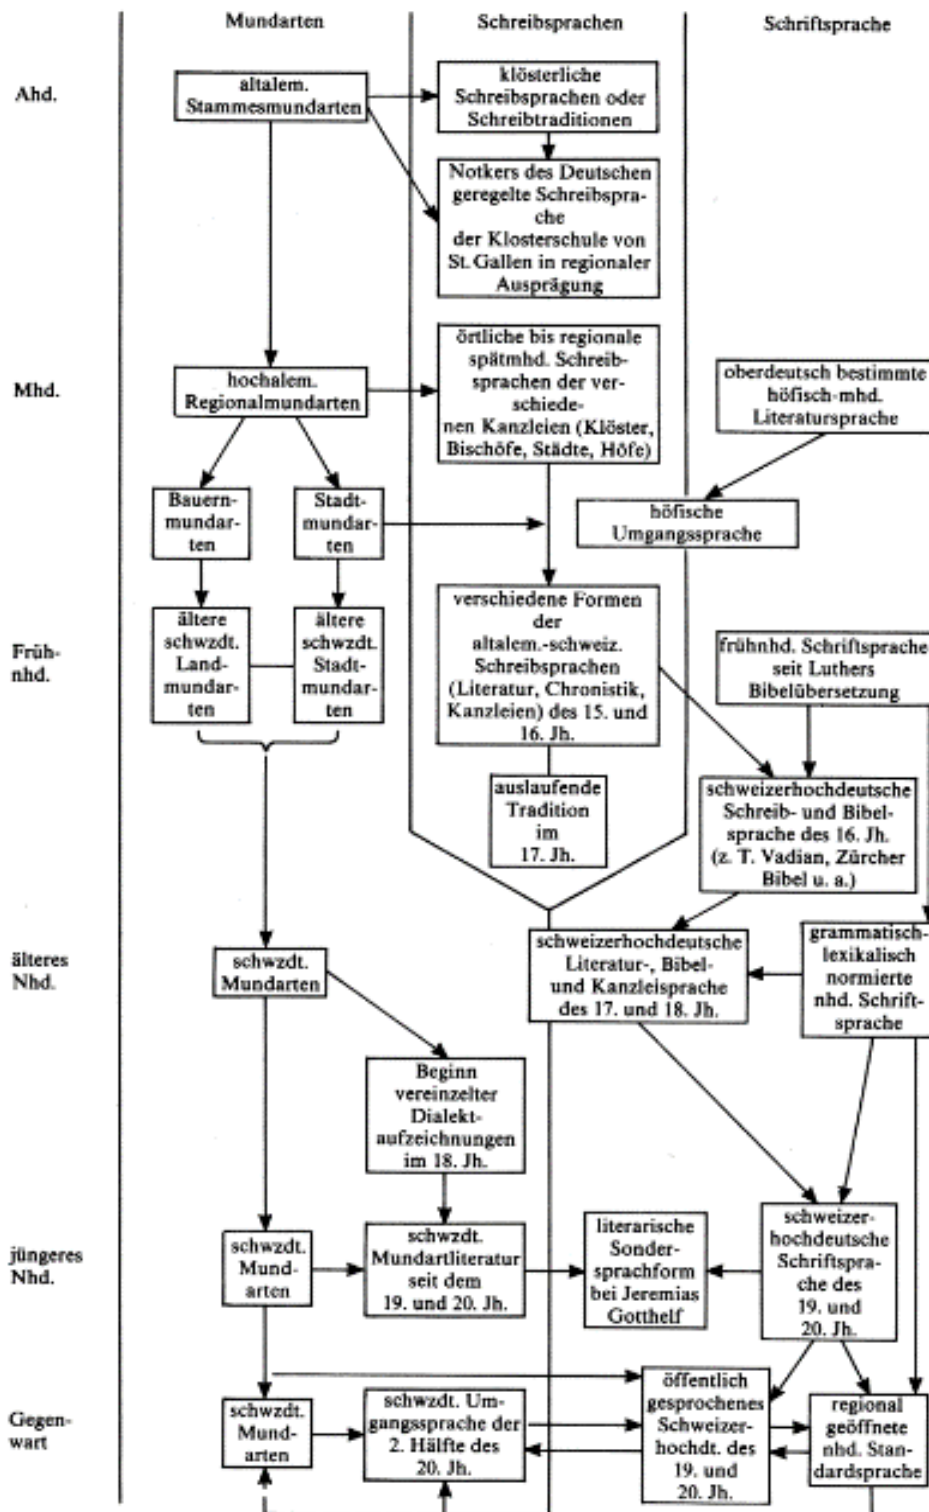 Mundarten
Schreibsprachen
Schriftsprache
Ahd.
altalem.
Stammesmundarten
klösterliche
Schreibsprachen oder
Schreibtraditionen
Notkers des Deutschen
geregelte Schreibspra-
che
der Klosterschule von
St. Gallen in regionaler
Ausprägung
Mhd.
hochalem.
Regionalmundarten
örtliche bis regionale
spätmhd. Schreib-
sprachen der ver-
schiede-
nen Kanzleien (Klöster,
Bischöfe, Städte, Höfe)
oberdeutsch bestimmte
höfisch-mhd.
Literatursprache
Bauern-
mundar-
ten
Stadt-
mundar-
ten
höfische
Umgangssprache
Früh-
nhd.
ältere
schwzdt.
Land-
mundar-
ten
ältere
schwzdt.
Stadt-
mundar-
ten
verschiedene Formen
der
altalem.-schweiz.
Schreibsprachen
(Literatur, Chronistik,
Kanzleien) des 15. und
16. Jh.
frühnhd. Schriftsprache
seit Luthers
Bibelübersetzung
auslaufende
Tradition
im
17. Jh.
schweizerhochdeutsche
Schreib- und Bibel-
sprache des 16. Jh.
(z. T. Vadian, Zürcher
Bibel u. a.)
älteres
Nhd.
schwzdt.
Mundarten
schweizerhochdeutsche
Literatur-, Bibel-
und Kanzleisprache
des 17. und 18. Jh.
grammatisch-
lexikalisch
normierte
nhd. Schrift-
sprache
Beginn
vereinzelter
Dialekt-
aufzeichnungen
im 18. Jh.
jüngeres
Nhd.
schwzdt.
Mund-
arten
schwzdt.
Mundartliteratur
seit dem
19. und 20. Jh.
literarische
Sonder-
sprachform
bei Jeremias
Gotthelf
schweizer-
hochdeutsche
Schriftspra-
che des
19. und
20. Jh.
Gegen-
wart
schwzdt.
Mund-
arten
schwzdt. Um-
gangssprache der
2. Hälfte des
20. Jh.
öffentlich
gesprochenes
Schweizer-
hochdt. des
19. und
20. Jh.
regional
geöffnete
nhd. Stan-
dardsprache